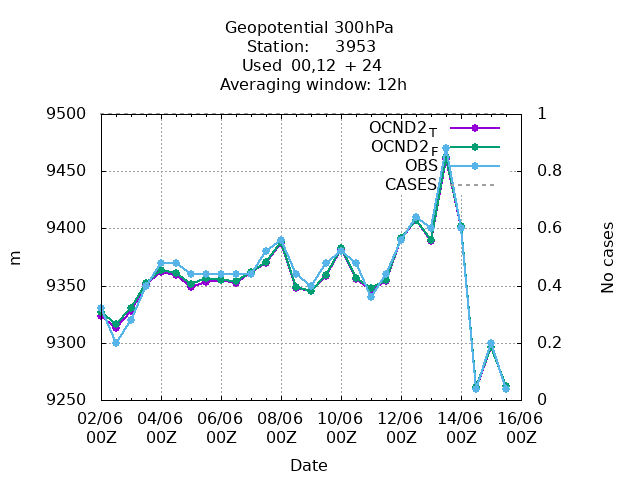 Geopotential 300hPa
Station: 3953
Used 00,12 + 24
Averaging window: 12h
9500
9450
9400
9350
9300
9250
m
1
0.8
0.6
0.4
0.2
0
No cases
OCND2_T
OCND2_F
OBS
CASES
02/06 04/06 06/06 08/06 10/06 12/06 14/06 16/06
00Z 00Z 00Z 00Z 00Z 00Z 00Z 00Z
Date